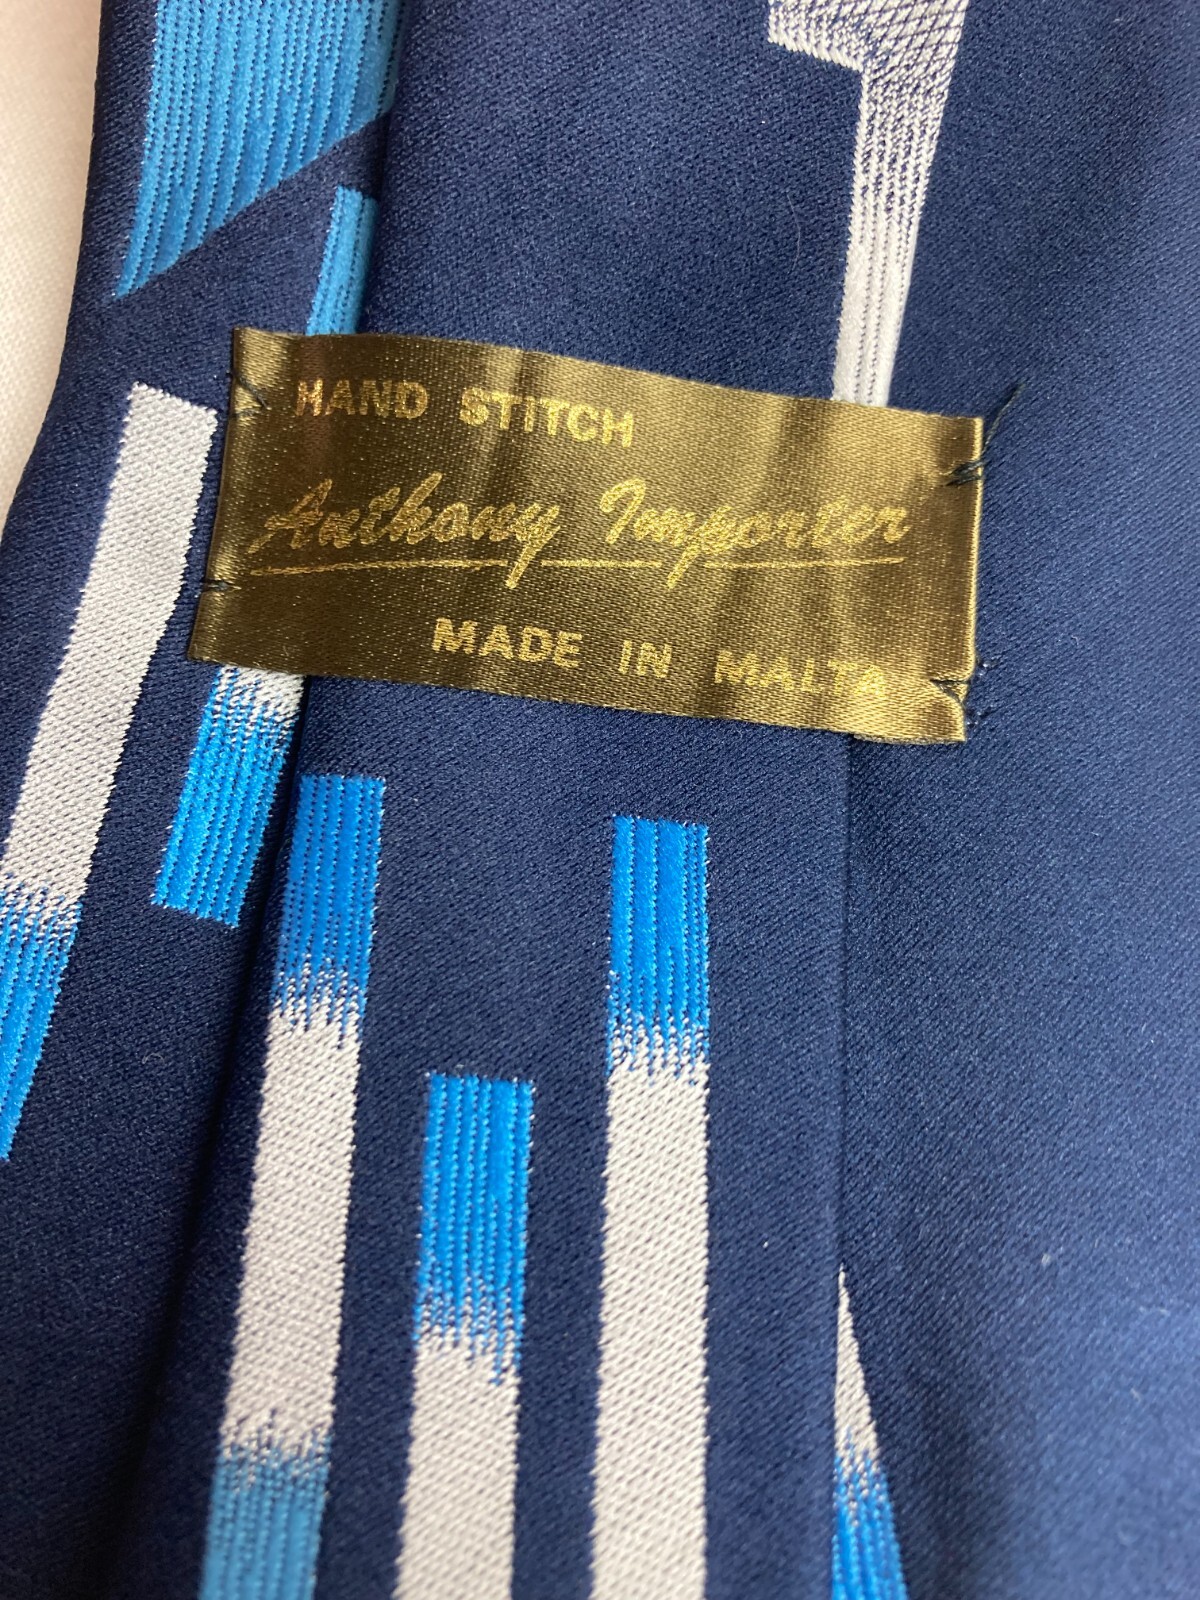 HAND STITCH
Anthony Importer
MADE IN MALTA